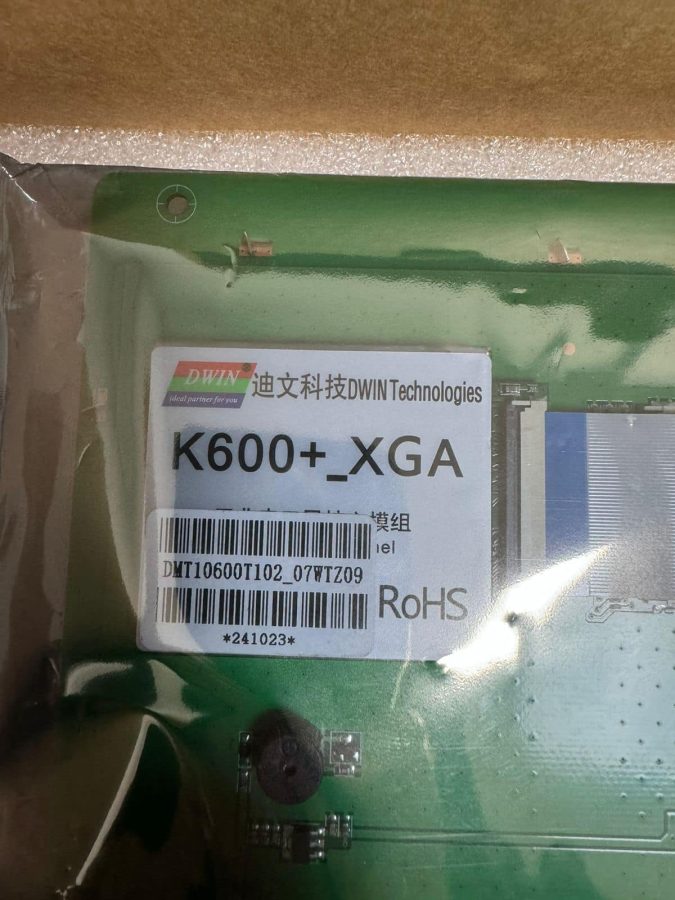 DWIN
ideal partner for you
迪文科技DWIN Technologies
K600+_XGA
模组
nel
DMT10600T102_07WTZ09
RoHS
*241023*